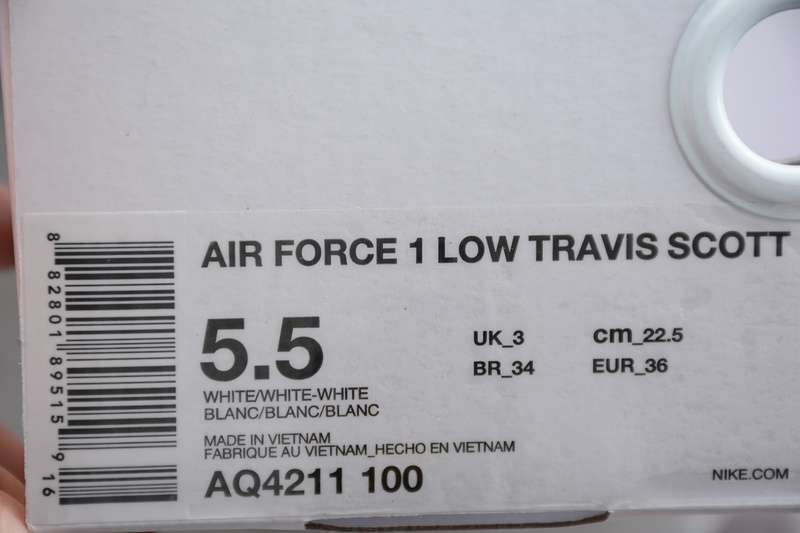 AIR FORCE 1 LOW TRAVIS SCOTT
5.5
UK_3 cm_22.5
BR_34 EUR_36
WHITE/WHITE-WHITE
BLANC/BLANC/BLANC
MADE IN VIETNAM
FABRIQUE AU VIETNAM_HECHO EN VIETNAM
AQ4211 100
NIKE.COM
8 82801 89515 9
16